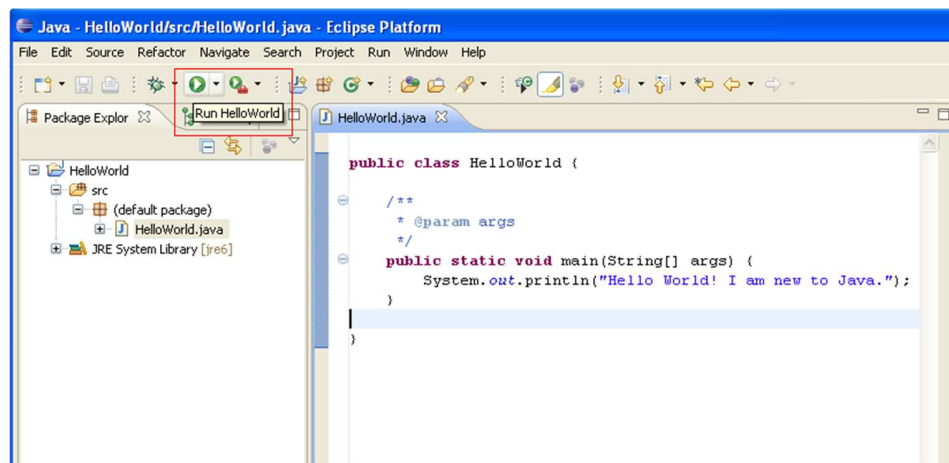 Java - HelloWorld/src/HelloWorld.java - Eclipse Platform
File Edit Source Refactor Navigate Search Project Run Window Help
Run HelloWorld
Package Explor
HelloWorld.java
HelloWorld
src
(default package)
HelloWorld.java
JRE System Library [jre6]
public class HelloWorld {
/**
* @param args
*/
public static void main(String[] args) {
System.out.println("Hello World! I am new to Java.");
}
}